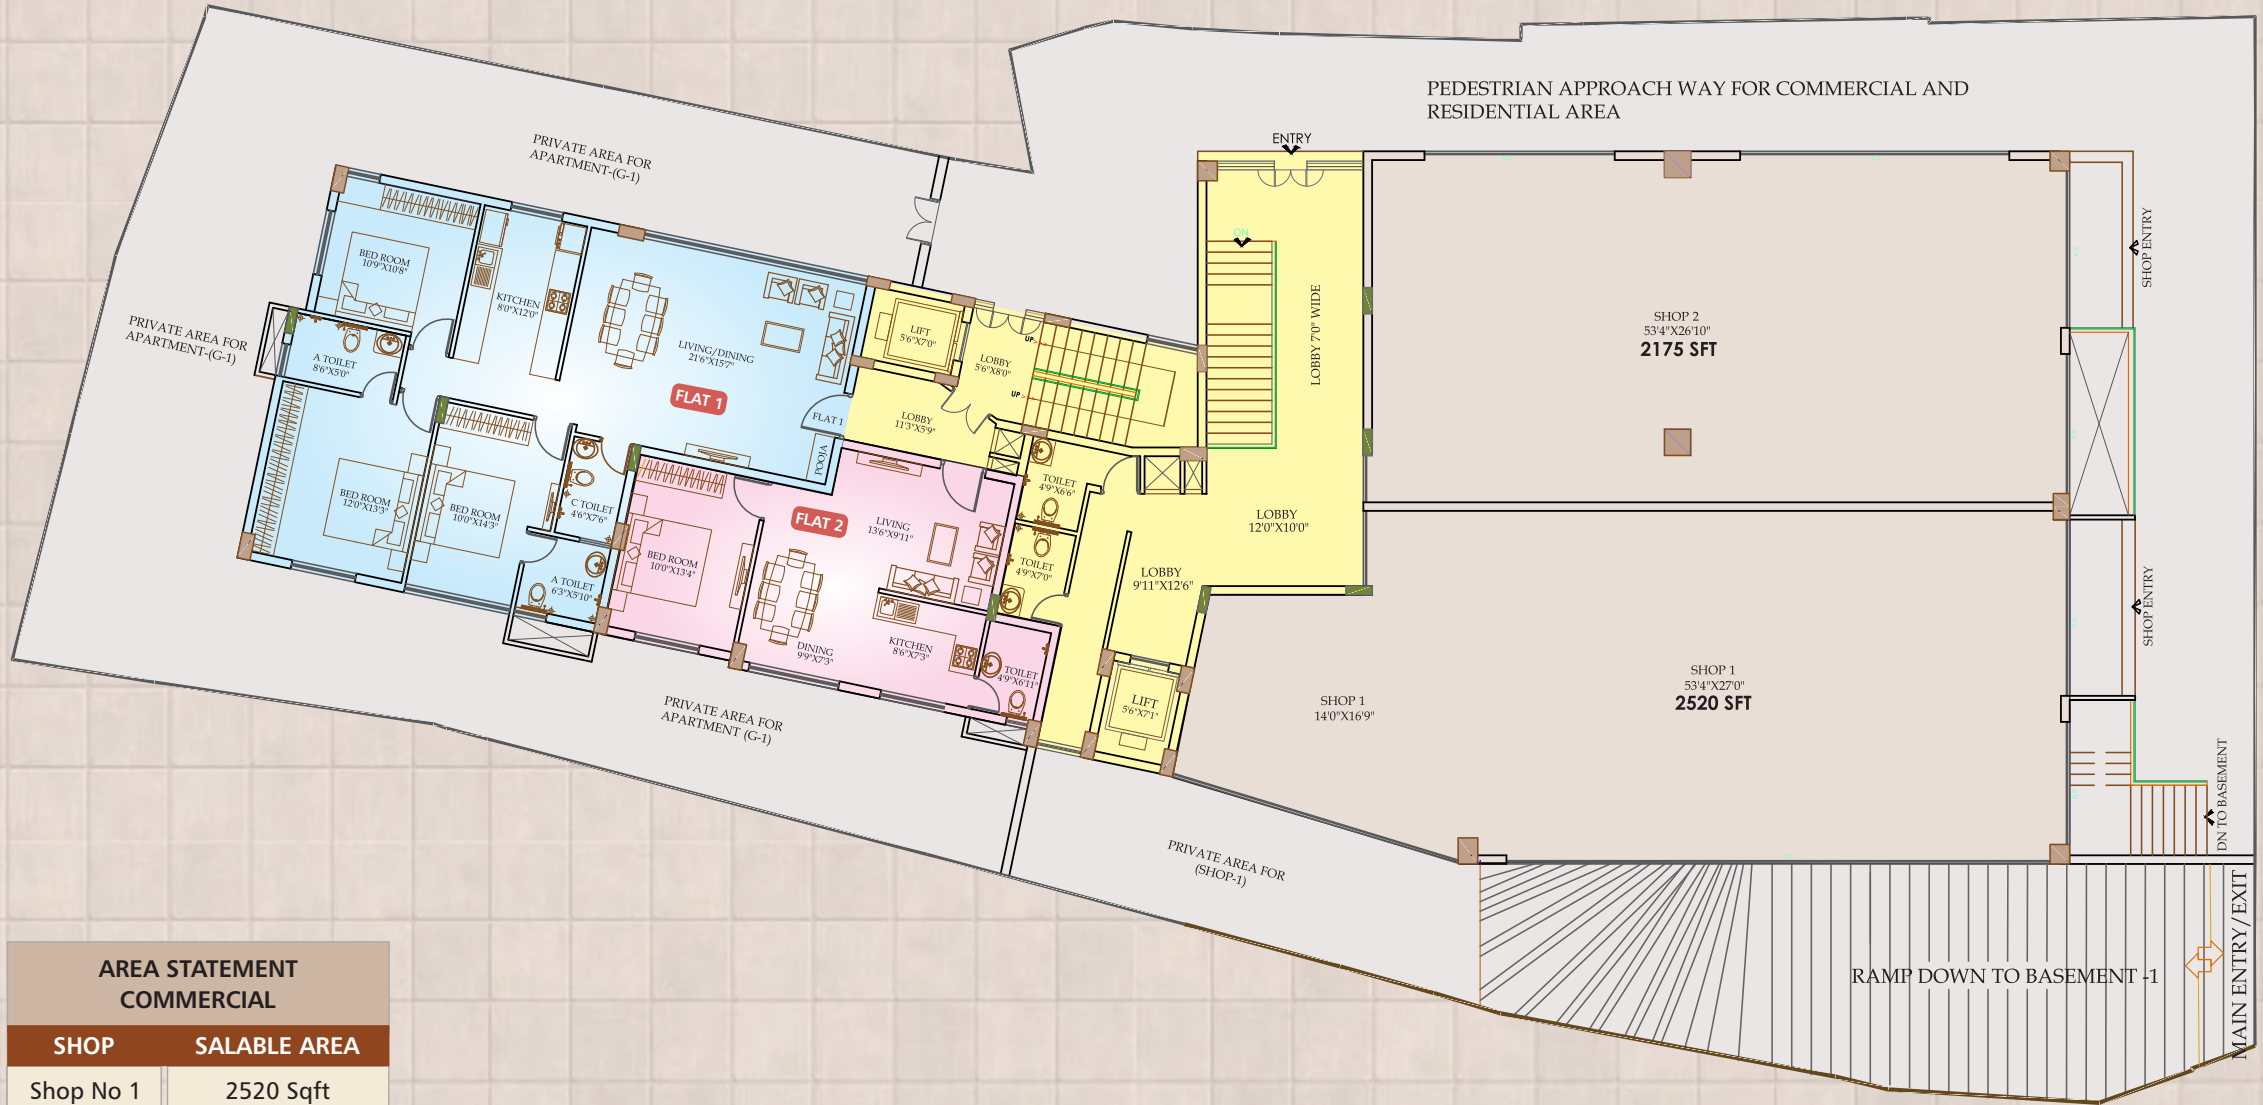 PEDESTRIAN APPROACH WAY FOR COMMERCIAL AND
RESIDENTIAL AREA
ENTRY
PRIVATE AREA FOR
APARTMENT-(G-1)
PRIVATE AREA FOR
APARTMENT-(G-1)
BED ROOM
10'9"X10'8"
KITCHEN
8'0"X12'0"
LIVING/DINING
21'6"X15'7"
FLAT 1
A TOILET
8'6"X5'0"
BED ROOM
12'0"X13'3"
BED ROOM
10'0"X14'3"
C TOILET
4'6"X7'6"
A TOILET
6'3"X5'10"
FLAT 1
POOJA
LIFT
5'6"X7'0"
LOBBY
5'6"X8'0"
UP
UP
LOBBY
11'3"X5'9"
DN
LOBBY 7'0" WIDE
FLAT 2
LIVING
13'6"X9'11"
BED ROOM
10'0"X13'4"
DINING
9'9"X7'3"
KITCHEN
8'6"X7'3"
TOILET
4'9"X6'11"
TOILET
4'9"X6'6"
TOILET
4'9"X7'0"
LOBBY
12'0"X10'0"
LOBBY
9'11"X12'6"
LIFT
5'6"X7'1"
SHOP 2
53'4"X26'10"
2175 SFT
SHOP 1
53'4"X27'0"
2520 SFT
SHOP 1
14'0"X16'9"
SHOP ENTRY
SHOP ENTRY
DN TO BASEMENT
PRIVATE AREA FOR
APARTMENT (G-1)
PRIVATE AREA FOR
(SHOP-1)
RAMP DOWN TO BASEMENT -1
MAIN ENTRY/EXIT
AREA STATEMENT
COMMERCIAL
SHOP SALABLE AREA
Shop No 1 2520 Sqft